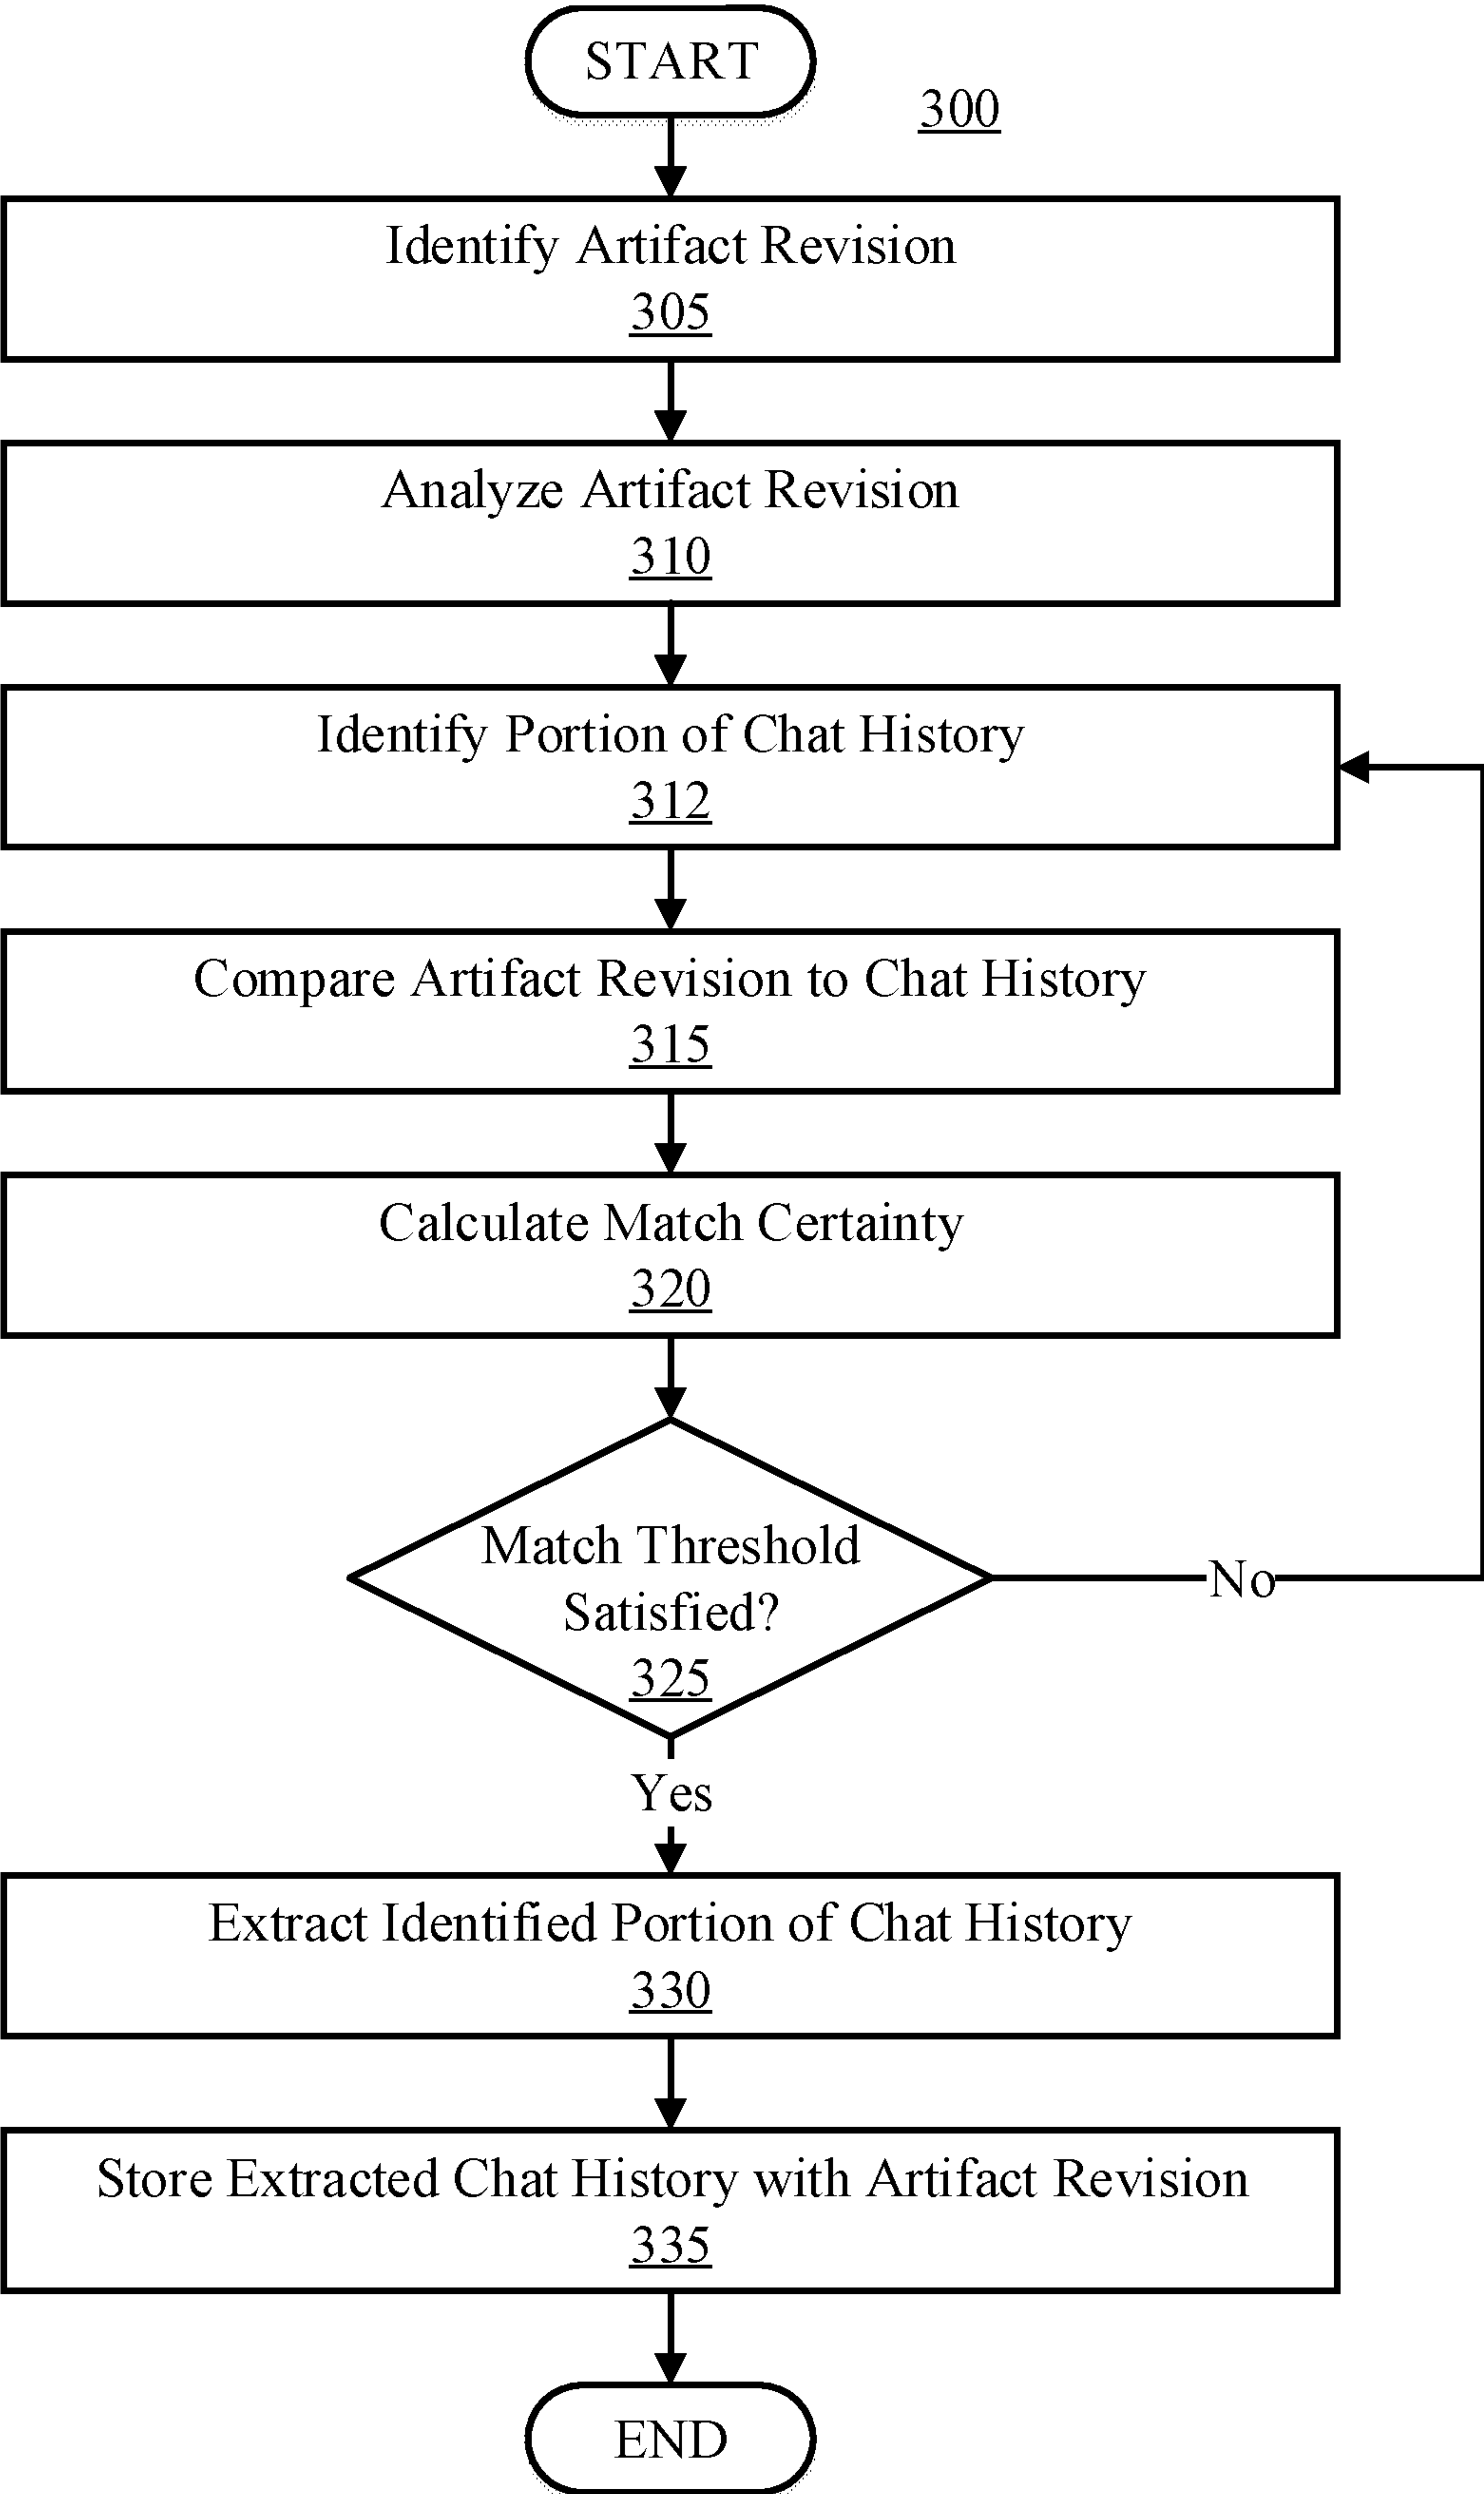 START
300
Identify Artifact Revision
305
Analyze Artifact Revision
310
Identify Portion of Chat History
312
Compare Artifact Revision to Chat History
315
Calculate Match Certainty
320
Match Threshold
Satisfied?
325
No
Yes
Extract Identified Portion of Chat History
330
Store Extracted Chat History with Artifact Revision
335
END